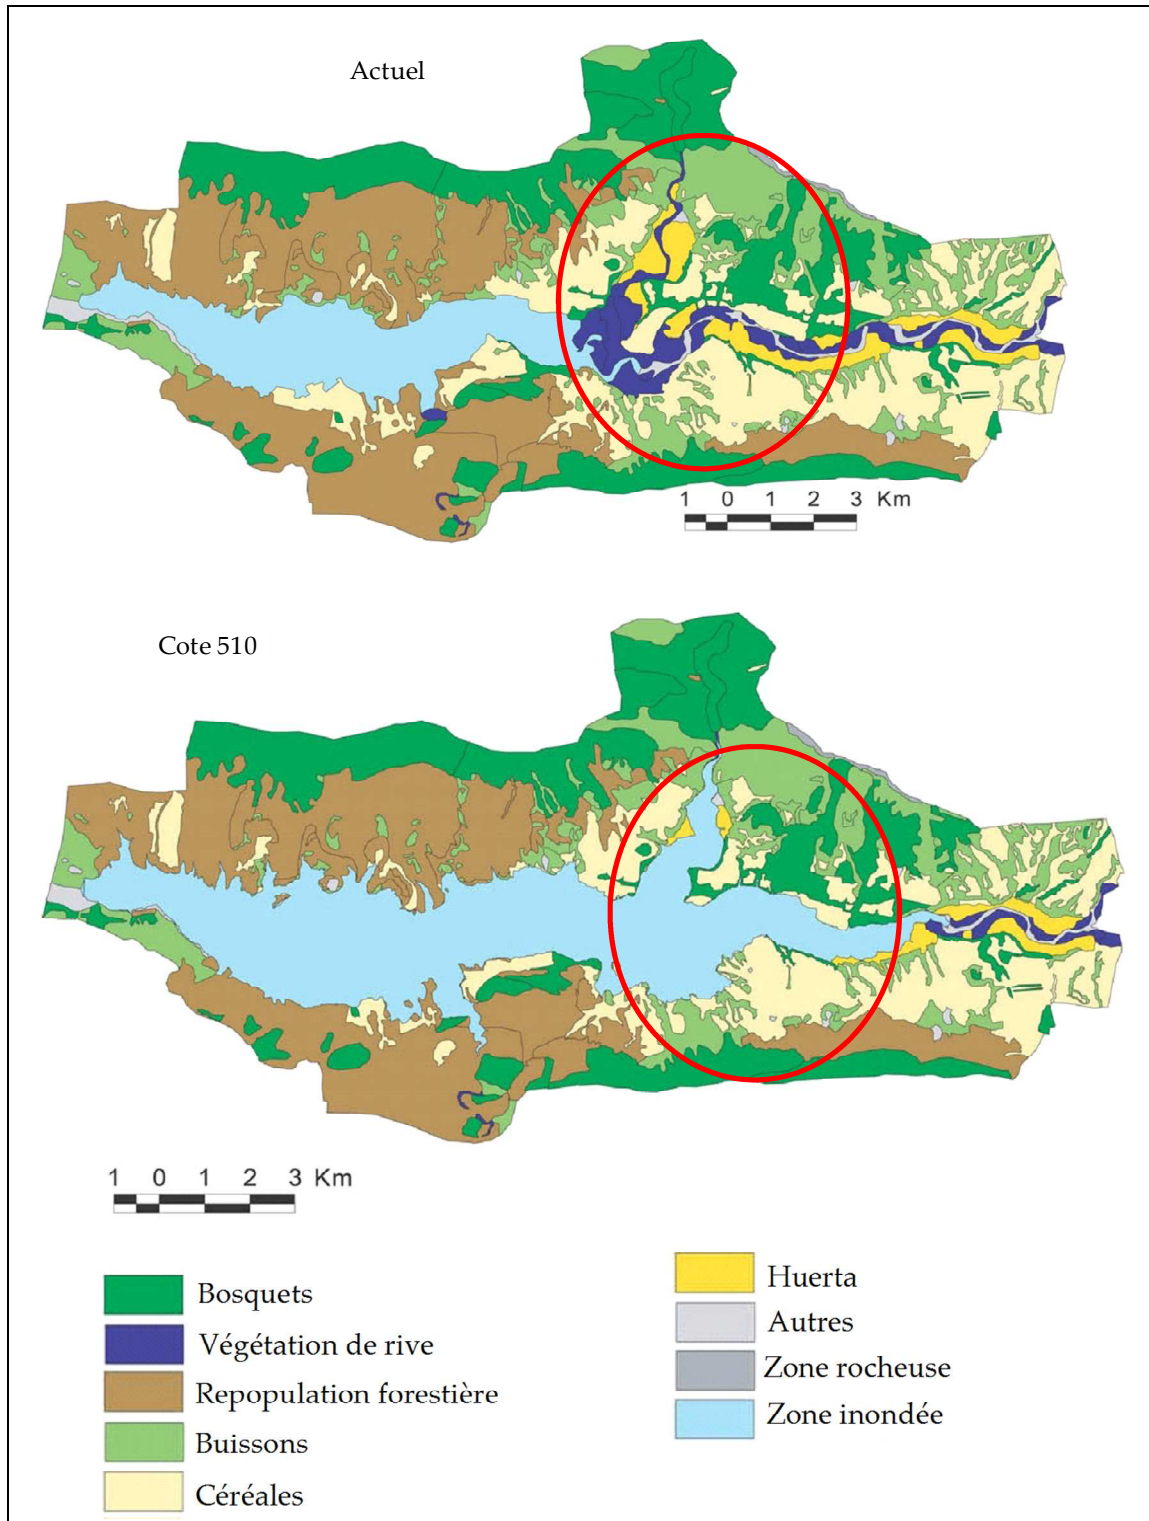 Actuel
1 0 1 2 3 Km
Cote 510
1 0 1 2 3 Km
Bosquets
Végétation de rive
Repopulation forestière
Buissons
Céréales
Huerta
Autres
Zone rocheuse
Zone inondée